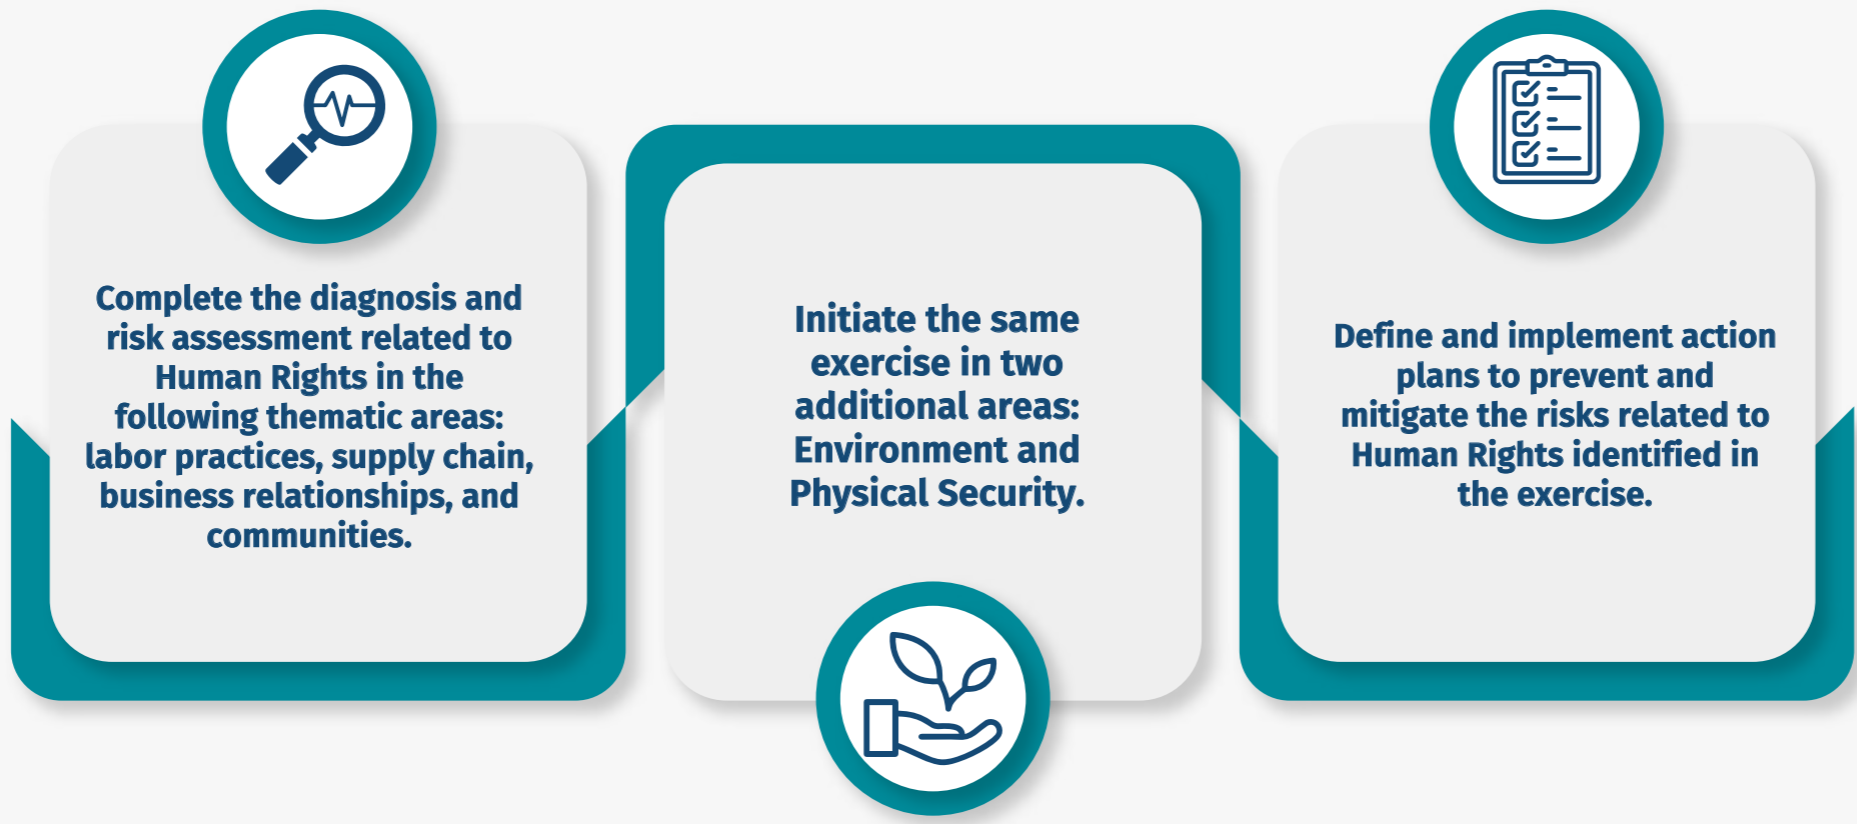 Complete the diagnosis and
risk assessment related to
Human Rights in the
following thematic areas:
labor practices, supply chain,
business relationships, and
communities.
Initiate the same
exercise in two
additional areas:
Environment and
Physical Security.
Define and implement action
plans to prevent and
mitigate the risks related to
Human Rights identified in
the exercise.